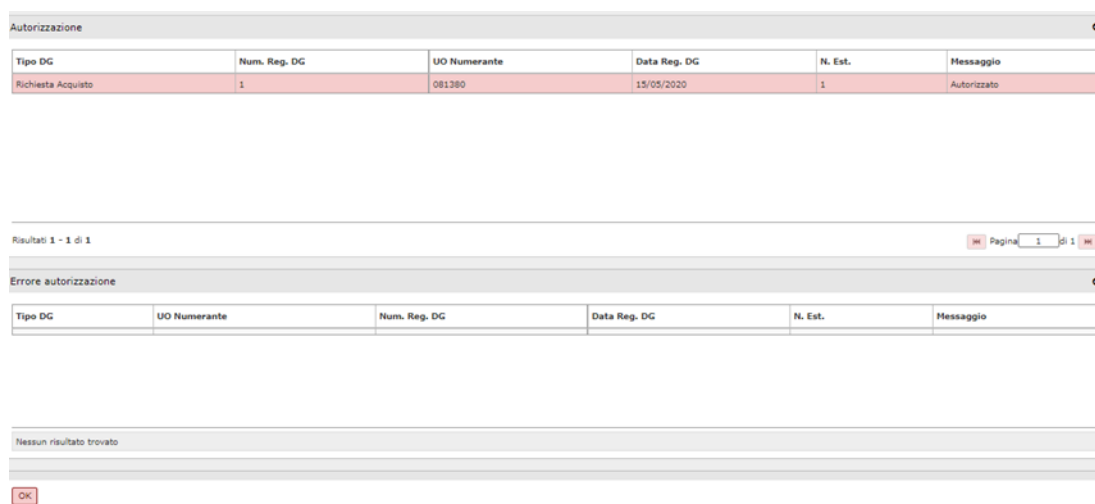 Autorizzazione
Tipo DG Num. Reg. DG UO Numerante Data Reg. DG N. Est. Messaggio
Richiesta Acquisto 1 081380 15/05/2020 1 Autorizzato
Risultati 1 - 1 di 1 Pagina 1 di 1
Errore autorizzazione
Tipo DG UO Numerante Num. Reg. DG Data Reg. DG N. Est. Messaggio
Nessun risultato trovato
OK